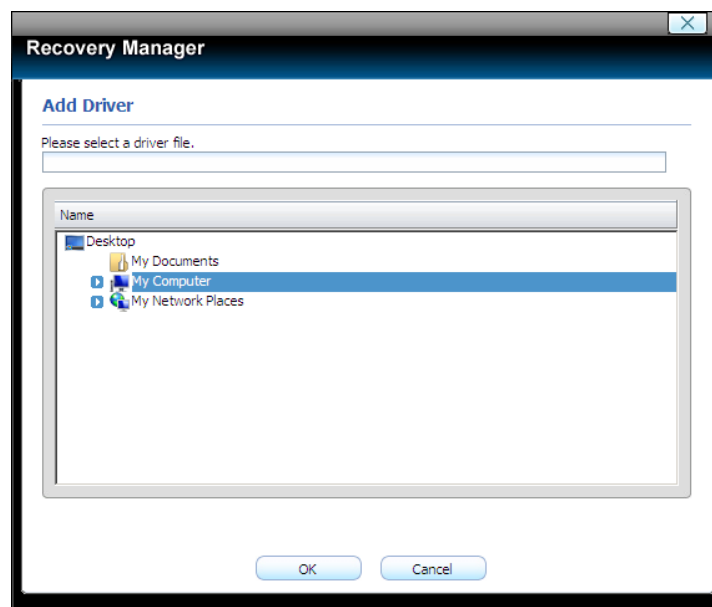 Recovery Manager
Add Driver
Please select a driver file.
Name
Desktop
My Documents
My Computer
My Network Places
OK Cancel